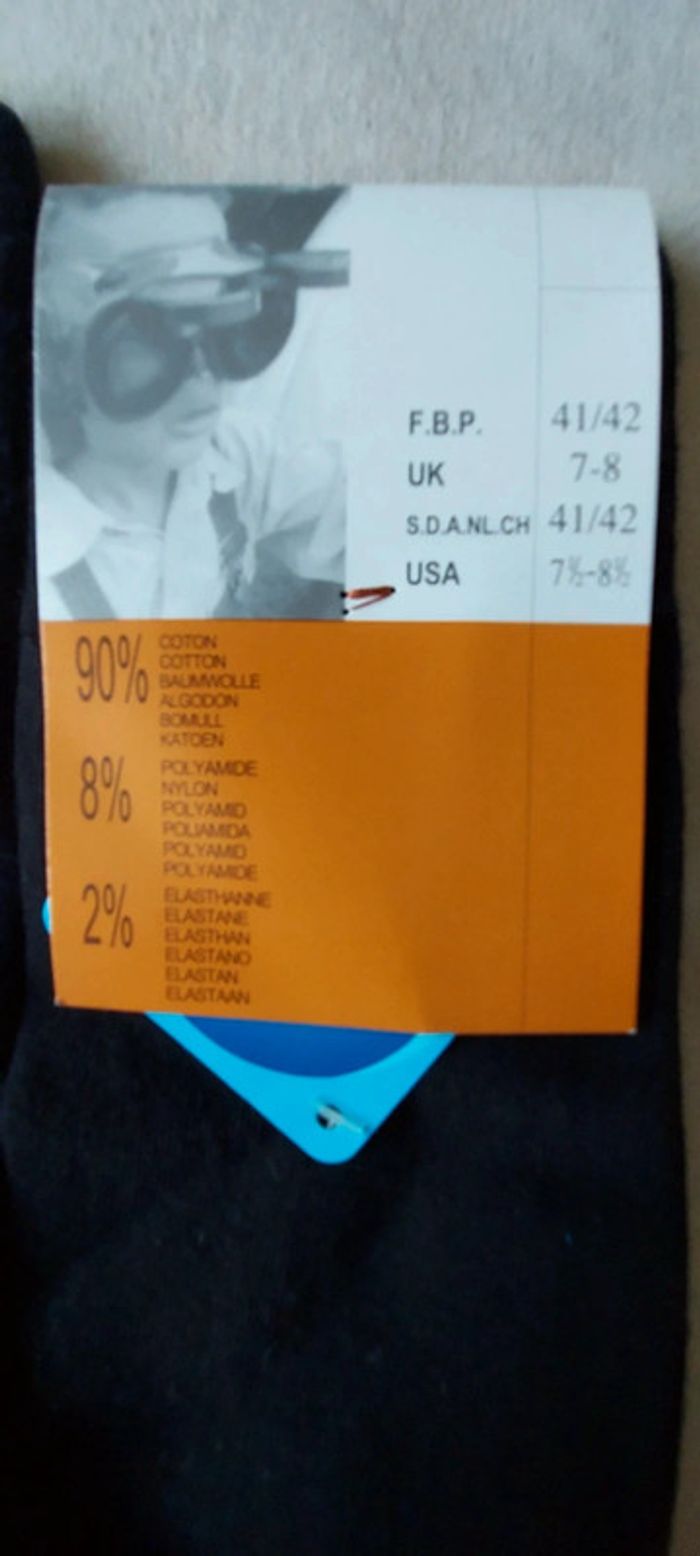 F.B.P. 41/42
UK 7-8
S.D.A.NL.CH 41/42
USA 7½-8½
90% COTON
COTTON
BAUMWOLLE
ALGODON
BOMULL
KATOEN
8% POLYAMIDE
NYLON
POLYAMID
POLIAMIDA
POLYAMID
POLYAMIDE
2% ELASTHANNE
ELASTANE
ELASTHAN
ELASTANO
ELASTAN
ELASTAAN